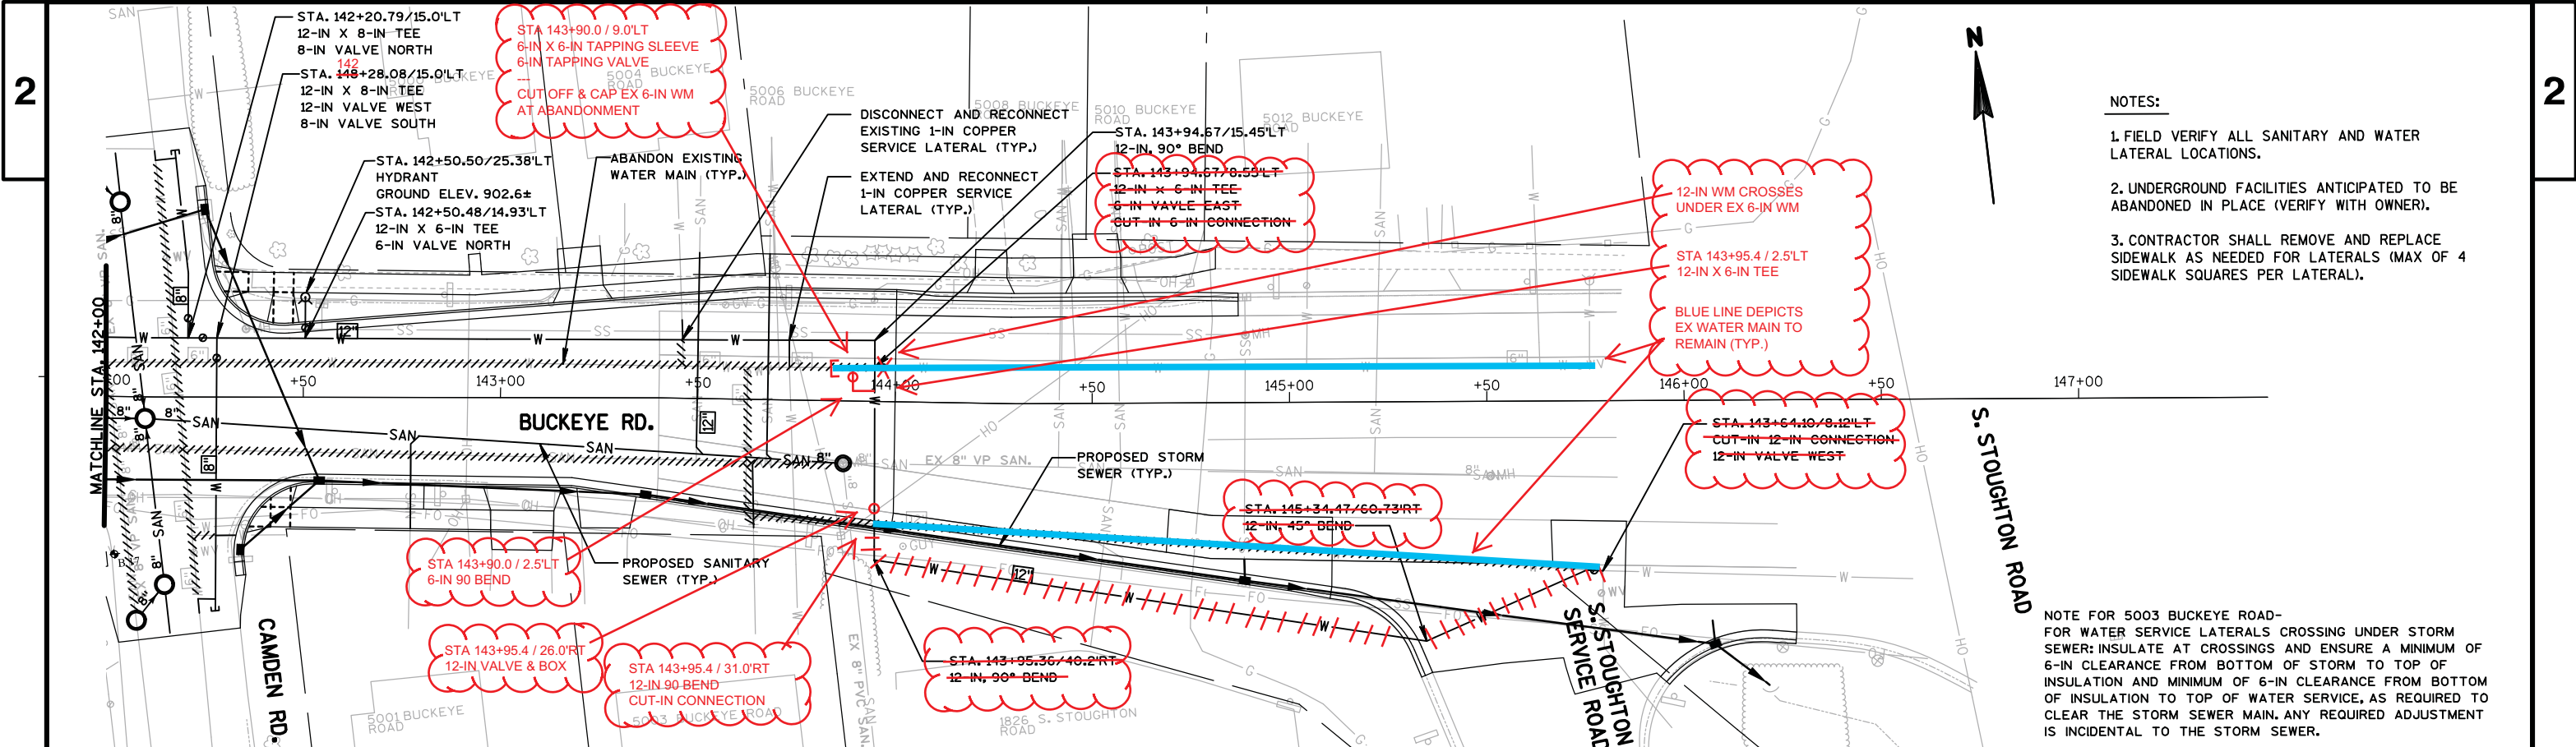 2
2
STA. 142+20.79/15.0'LT
12-IN X 8-IN TEE
8-IN VALVE NORTH
142
STA. 148+28.08/15.0'LT
12-IN X 8-IN TEE
12-IN VALVE WEST
8-IN VALVE SOUTH
STA 143+90.0 / 9.0'LT
6-IN X 6-IN TAPPING SLEEVE
6-IN TAPPING VALVE
---
CUT OFF & CAP EX 6-IN WM
AT ABANDONMENT
5004 BUCKEYE
ROAD
5006 BUCKEYE
ROAD
5008 BUCKEYE
ROAD
5010 BUCKEYE
ROAD
5012 BUCKEYE
ROAD
STA. 142+50.50/25.38'LT
HYDRANT
GROUND ELEV. 902.6±
STA. 142+50.48/14.93'LT
12-IN X 6-IN TEE
6-IN VALVE NORTH
ABANDON EXISTING
WATER MAIN (TYP.)
DISCONNECT AND RECONNECT
EXISTING 1-IN COPPER
SERVICE LATERAL (TYP.)
EXTEND AND RECONNECT
1-IN COPPER SERVICE
LATERAL (TYP.)
STA. 143+94.67/15.45'LT
12-IN, 90° BEND
STA. 143+94.67/8.55'LT
12-IN X 6-IN TEE
6-IN VAVLE EAST
CUT-IN 6-IN CONNECTION
12-IN WM CROSSES
UNDER EX 6-IN WM
STA 143+95.4 / 2.5'LT
12-IN X 6-IN TEE
BLUE LINE DEPICTS
EX WATER MAIN TO
REMAIN (TYP.)
N
NOTES:
1. FIELD VERIFY ALL SANITARY AND WATER
LATERAL LOCATIONS.
2. UNDERGROUND FACILITIES ANTICIPATED TO BE
ABANDONED IN PLACE (VERIFY WITH OWNER).
3. CONTRACTOR SHALL REMOVE AND REPLACE
SIDEWALK AS NEEDED FOR LATERALS (MAX OF 4
SIDEWALK SQUARES PER LATERAL).
MATCHLINE STA. 142+00
+50
143+00
+50
144+00
+50
145+00
+50
146+00
+50
147+00
BUCKEYE RD.
SAN
SAN
SAN
SAN 8"
EX 8" VP SAN.
PROPOSED STORM
SEWER (TYP.)
STA. 143+64.10/8.12'LT
CUT-IN 12-IN CONNECTION
12-IN VALVE WEST
STA. 145+34.47/60.73'RT
12-IN, 45° BEND
STA 143+90.0 / 2.5'LT
6-IN 90 BEND
PROPOSED SANITARY
SEWER (TYP.)
STA 143+95.4 / 26.0'RT
12-IN VALVE & BOX
STA 143+95.4 / 31.0'RT
12-IN 90 BEND
CUT-IN CONNECTION
STA. 143+95.36/40.2'RT
12-IN, 90° BEND
CAMDEN RD.
5001 BUCKEYE
ROAD
5003 BUCKEYE ROAD
EX 8" PVC SAN.
1826 S. STOUGHTON
ROAD
S. STOUGHTON
SERVICE ROAD
S. STOUGHTON ROAD
NOTE FOR 5003 BUCKEYE ROAD-
FOR WATER SERVICE LATERALS CROSSING UNDER STORM
SEWER: INSULATE AT CROSSINGS AND ENSURE A MINIMUM OF
6-IN CLEARANCE FROM BOTTOM OF STORM TO TOP OF
INSULATION AND MINIMUM OF 6-IN CLEARANCE FROM BOTTOM
OF INSULATION TO TOP OF WATER SERVICE, AS REQUIRED TO
CLEAR THE STORM SEWER MAIN. ANY REQUIRED ADJUSTMENT
IS INCIDENTAL TO THE STORM SEWER.